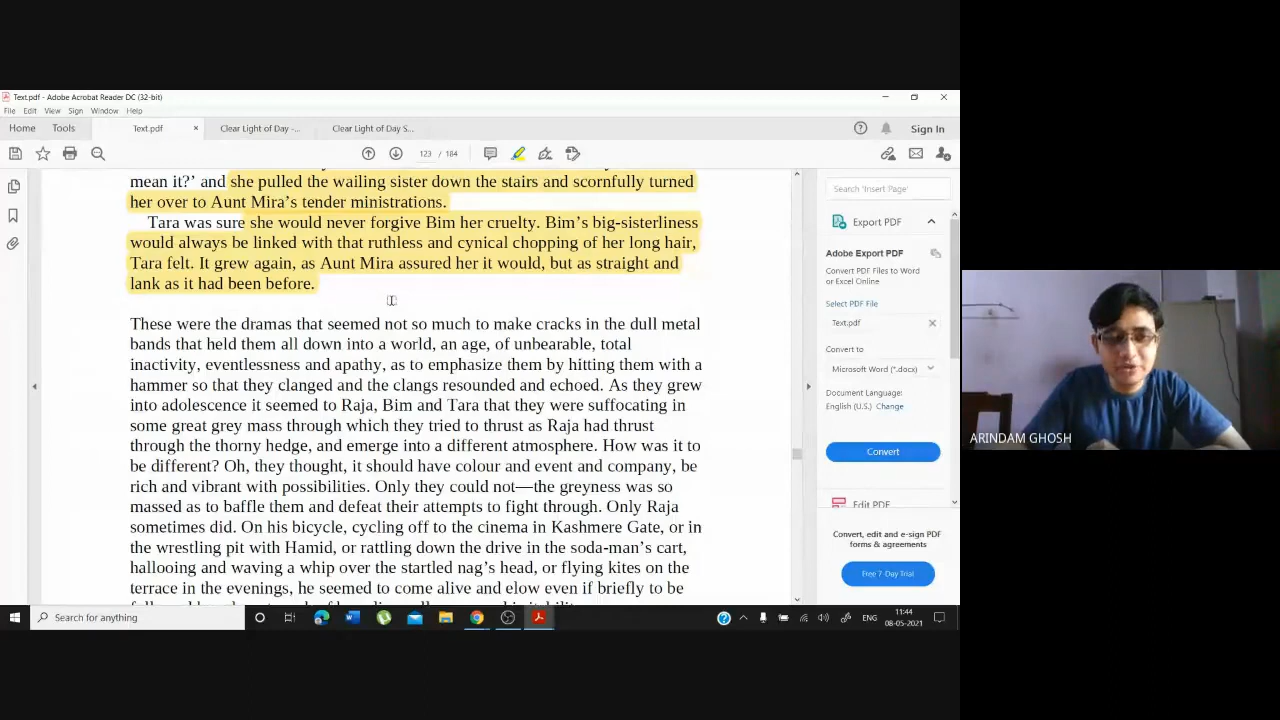 Text.pdf - Adobe Acrobat Reader DC (32-bit)
File Edit View Sign Window Help
Home Tools Text.pdf × Clear Light of Day -... Clear Light of Day S... Sign In
123 / 184
mean it?’ and she pulled the wailing sister down the stairs and scornfully turned
her over to Aunt Mira’s tender ministrations.
Tara was sure she would never forgive Bim her cruelty. Bim’s big-sisterliness
would always be linked with that ruthless and cynical chopping of her long hair,
Tara felt. It grew again, as Aunt Mira assured her it would, but as straight and
lank as it had been before.
These were the dramas that seemed not so much to make cracks in the dull metal
bands that held them all down into a world, an age, of unbearable, total
inactivity, eventlessness and apathy, as to emphasize them by hitting them with a
hammer so that they clanged and the clangs resounded and echoed. As they grew
into adolescence it seemed to Raja, Bim and Tara that they were suffocating in
some great grey mass through which they tried to thrust as Raja had thrust
through the thorny hedge, and emerge into a different atmosphere. How was it to
be different? Oh, they thought, it should have colour and event and company, be
rich and vibrant with possibilities. Only they could not—the greyness was so
massed as to baffle them and defeat their attempts to fight through. Only Raja
sometimes did. On his bicycle, cycling off to the cinema in Kashmere Gate, or in
the wrestling pit with Hamid, or rattling down the drive in the soda-man’s cart,
hallooing and waving a whip over the startled nag’s head, or flying kites on the
terrace in the evenings, he seemed to come alive and elow even if briefly to be
Search 'Insert Page'
Export PDF
Adobe Export PDF
Convert PDF Files to Word
or Excel Online
Select PDF File
Text.pdf
Convert to
Microsoft Word (*.docx)
Document Language:
English (U.S.) Change
Convert
Edit PDF
Convert, edit and e-sign PDF
forms & agreements
Free 7-Day Trial
ARINDAM GHOSH
Search for anything
ENG
11:44
08-05-2021